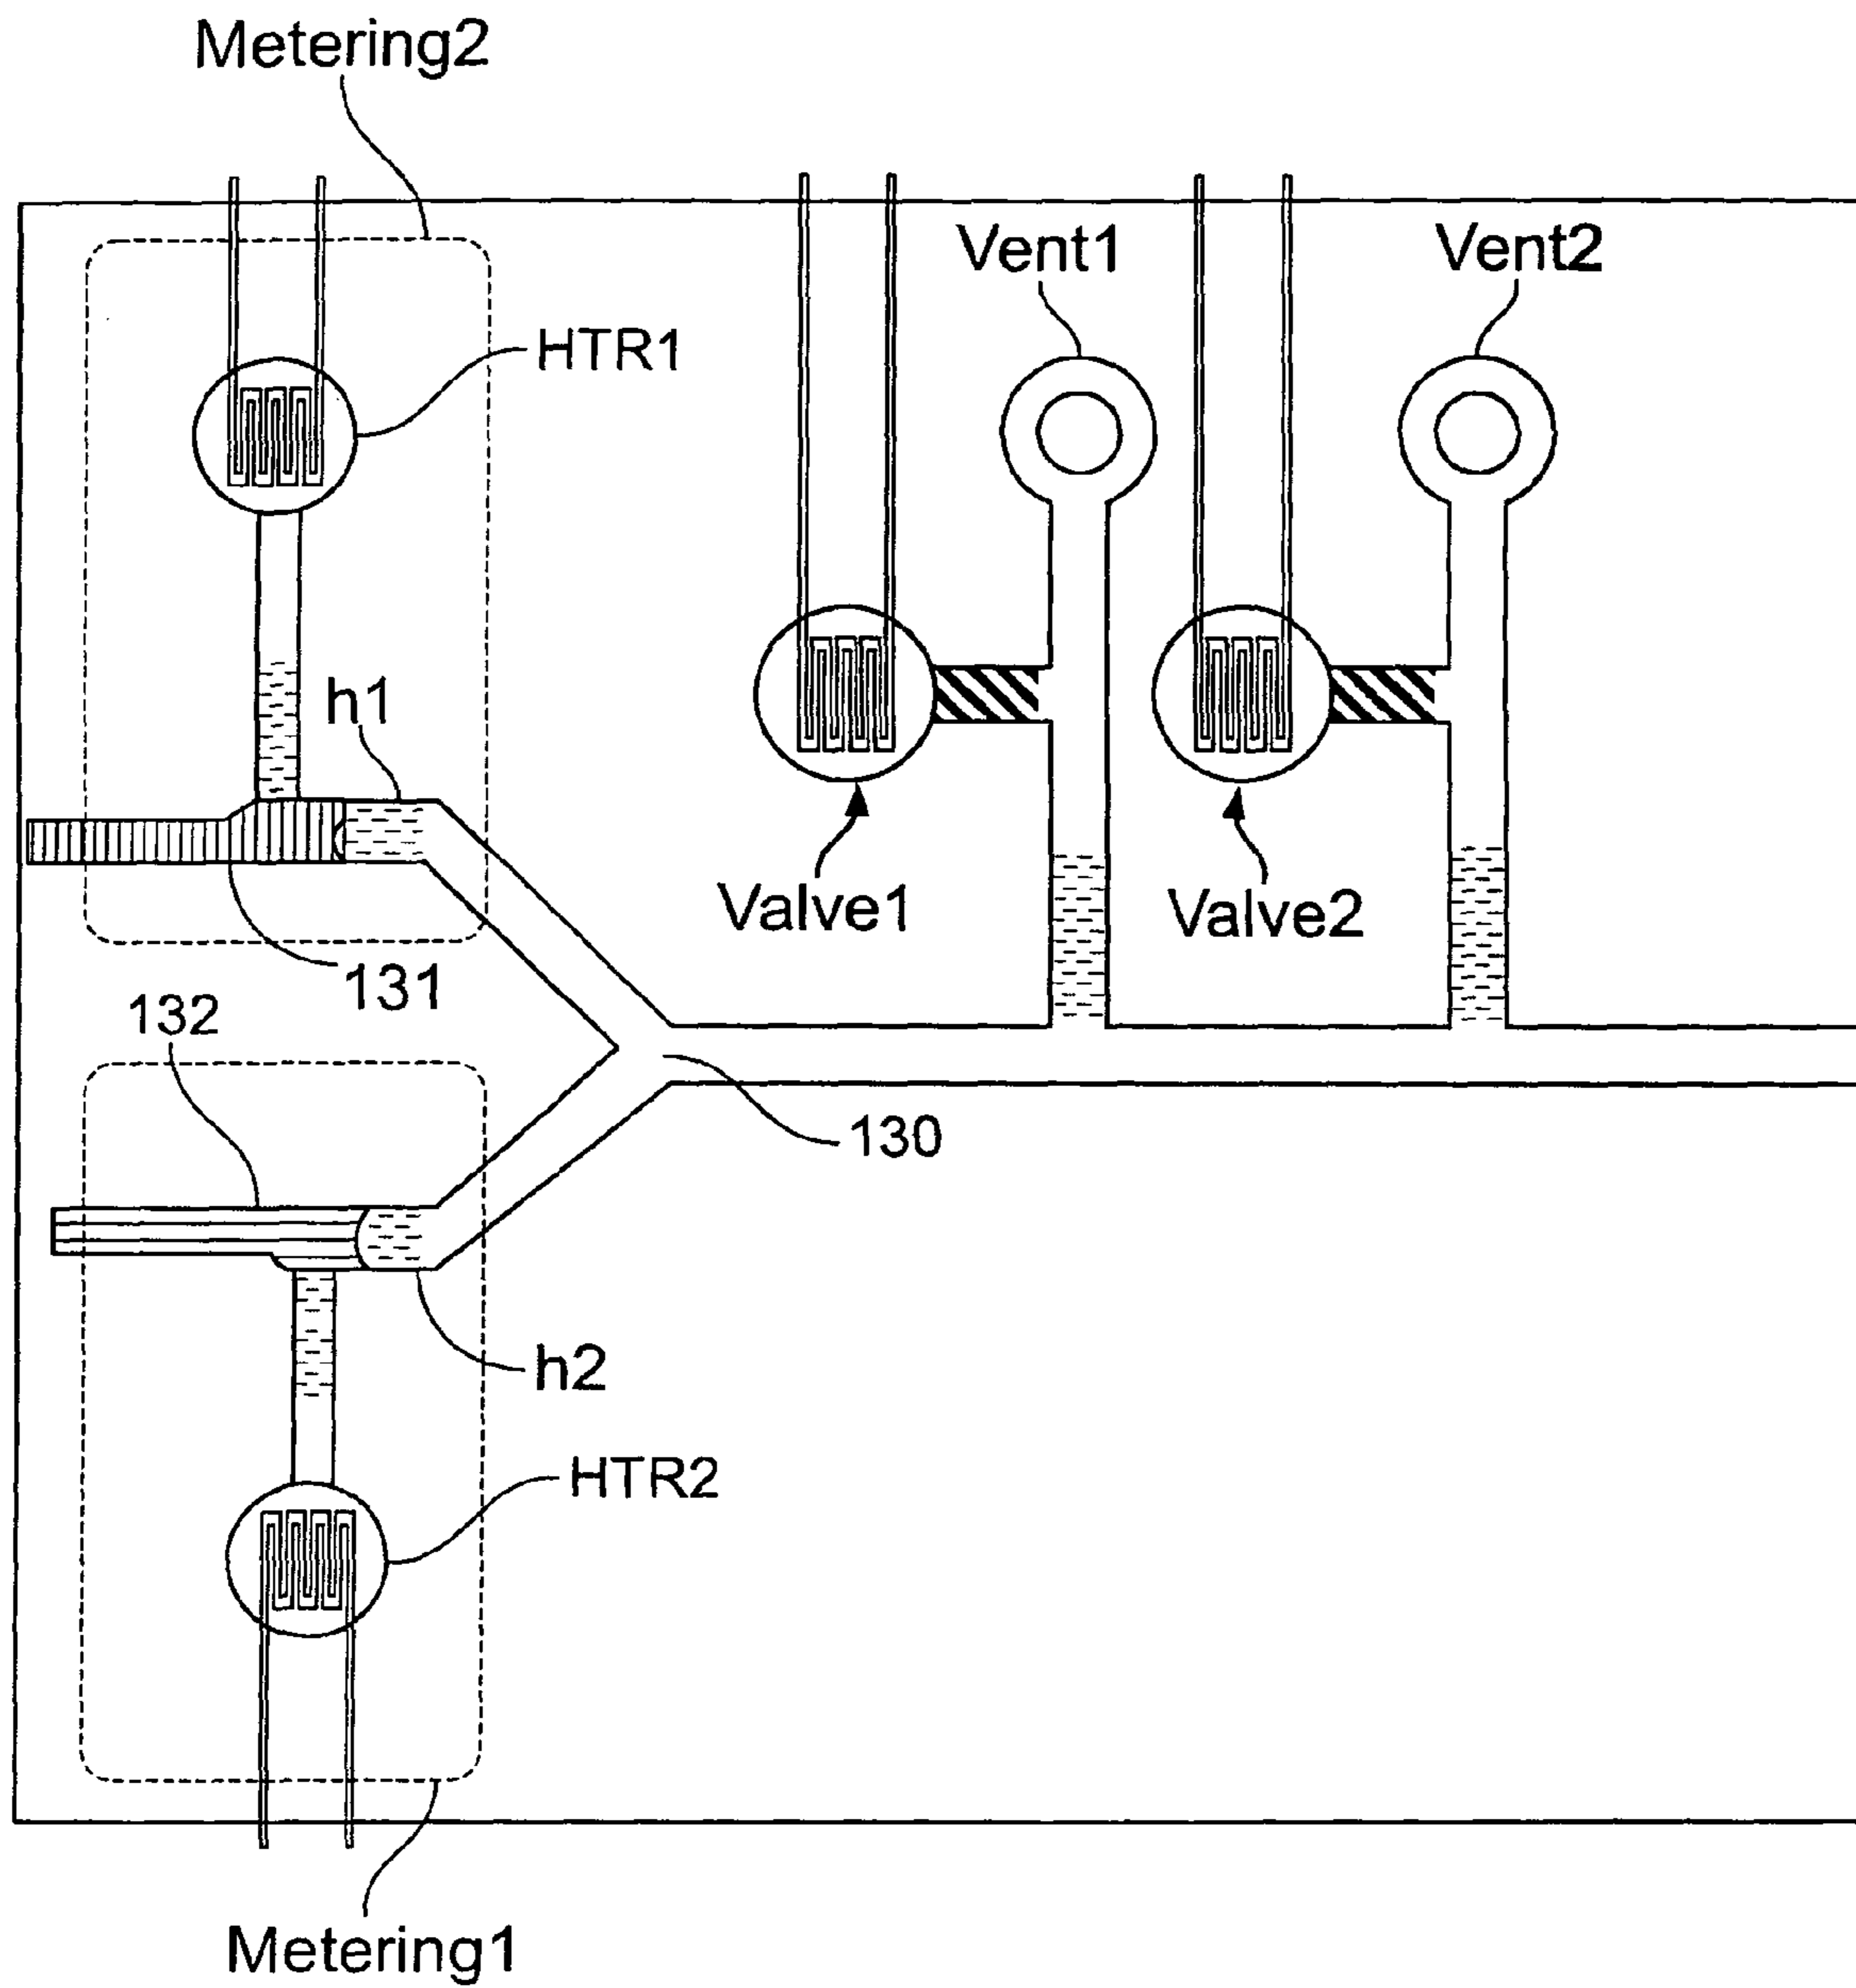 Metering2
Vent1
Vent2
HTR1
h1
Valve1
Valve2
131
132
130
h2
HTR2
Metering1